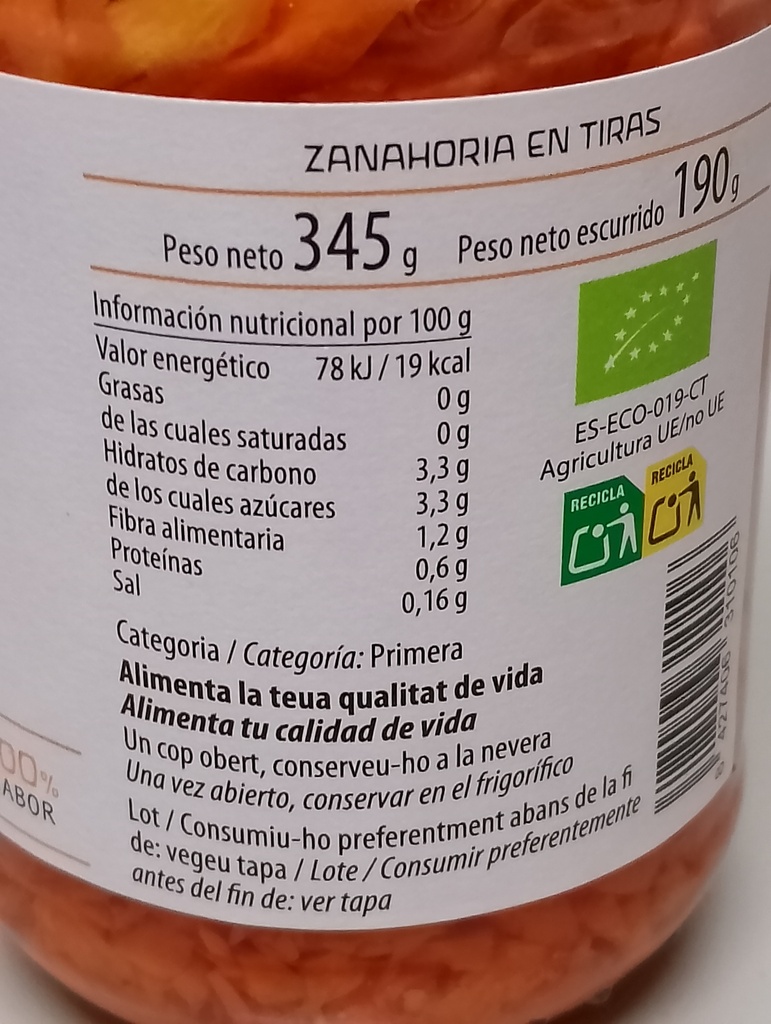 ZANAHORIA EN TIRAS
Peso neto 345 g Peso neto escurrido 190 g
Información nutricional por 100 g
Valor energético 78 kJ / 19 kcal
Grasas 0 g
de las cuales saturadas 0 g
Hidratos de carbono 3,3 g
de los cuales azúcares 3,3 g
Fibra alimentaria 1,2 g
Proteínas 0,6 g
Sal 0,16 g
ES-ECO-019-CT
Agricultura UE/no UE
RECICLA
RECICLA
Categoria / Categoría: Primera
Alimenta la teua qualitat de vida
Alimenta tu calidad de vida
Un cop obert, conserveu-ho a la nevera
Una vez abierto, conservar en el frigorífico
Lot / Consumiu-ho preferentment abans de la fi
de: vegeu tapa / Lote / Consumir preferentemente
antes del fin de: ver tapa
00%
ABOR
8 427406 310106